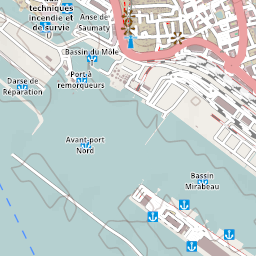 techniques
incendie et
de survie
Anse de
Saumaty
Bassin du Môle
Port à
remorqueurs
Darse de
Réparation
Avant-port
Nord
Bassin
Mirabeau